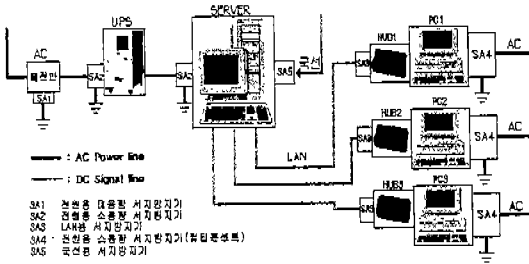 SERVER
UPS
PC1
AC
HUB1
SA4
AC
SA2
SA2
SA5
SA3
SA1
PC2
HUB2
SA4
AC
LAN
: AC Power line
: DC Signal line
HUB3
PC3
SA4
AC
SA1 전원용 대용량 서지방지기
SA2 전원용 소용량 서지방지기
SA3 LAN용 서지방지기
SA4 전원용 소용량 서지방지기(멀티콘센트)
SA5 국선용 서지방지기